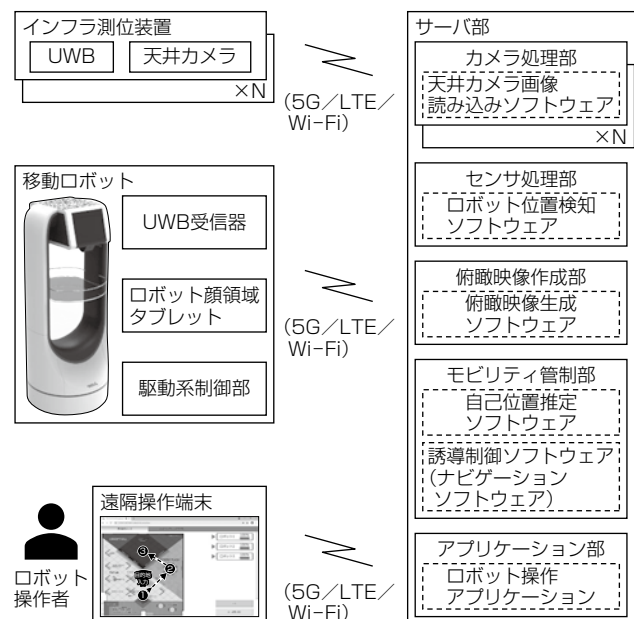 インフラ測位装置
UWB
天井カメラ
×N
(5G/LTE/
Wi-Fi)
移動ロボット
UWB受信器
ロボット顔領域
タブレット
駆動系制御部
(5G/LTE/
Wi-Fi)
遠隔操作端末
③
②
①
ロボット
操作者
(5G/LTE/
Wi-Fi)
サーバ部
カメラ処理部
天井カメラ画像
読み込みソフトウェア
×N
センサ処理部
ロボット位置検知
ソフトウェア
俯瞰映像作成部
俯瞰映像生成
ソフトウェア
モビリティ管制部
自己位置推定
ソフトウェア
誘導制御ソフトウェア
(ナビゲーション
ソフトウェア)
アプリケーション部
ロボット操作
アプリケーション